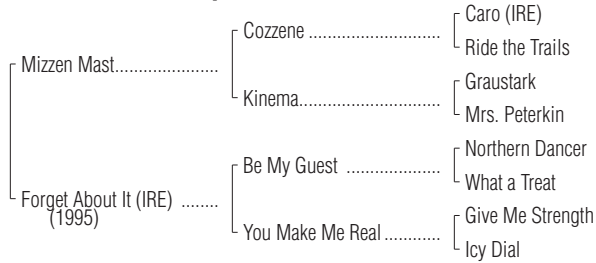 Caro (IRE)
Cozzene ............................
Ride the Trails
Mizzen Mast......................
Graustark
Kinema..............................
Mrs. Peterkin
Northern Dancer
Be My Guest ....................
What a Treat
Forget About It (IRE) ........
(1995)
Give Me Strength
You Make Me Real ............
Icy Dial